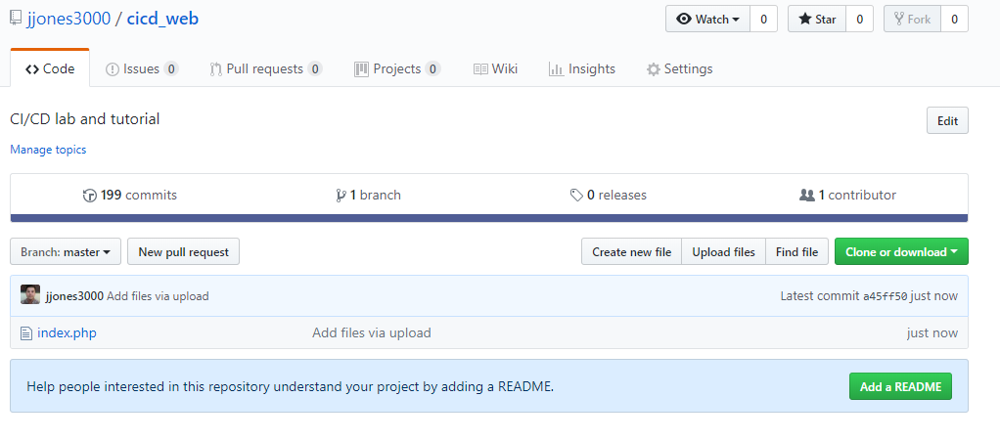 jjones3000 / cicd_web Watch 0 Star 0 Fork 0
Code Issues 0 Pull requests 0 Projects 0 Wiki Insights Settings
CI/CD lab and tutorial Edit
Manage topics
199 commits 1 branch 0 releases 1 contributor
Branch: master New pull request Create new file Upload files Find file Clone or download
jjones3000 Add files via upload Latest commit a45ff50 just now
index.php Add files via upload just now
Help people interested in this repository understand your project by adding a README. Add a README